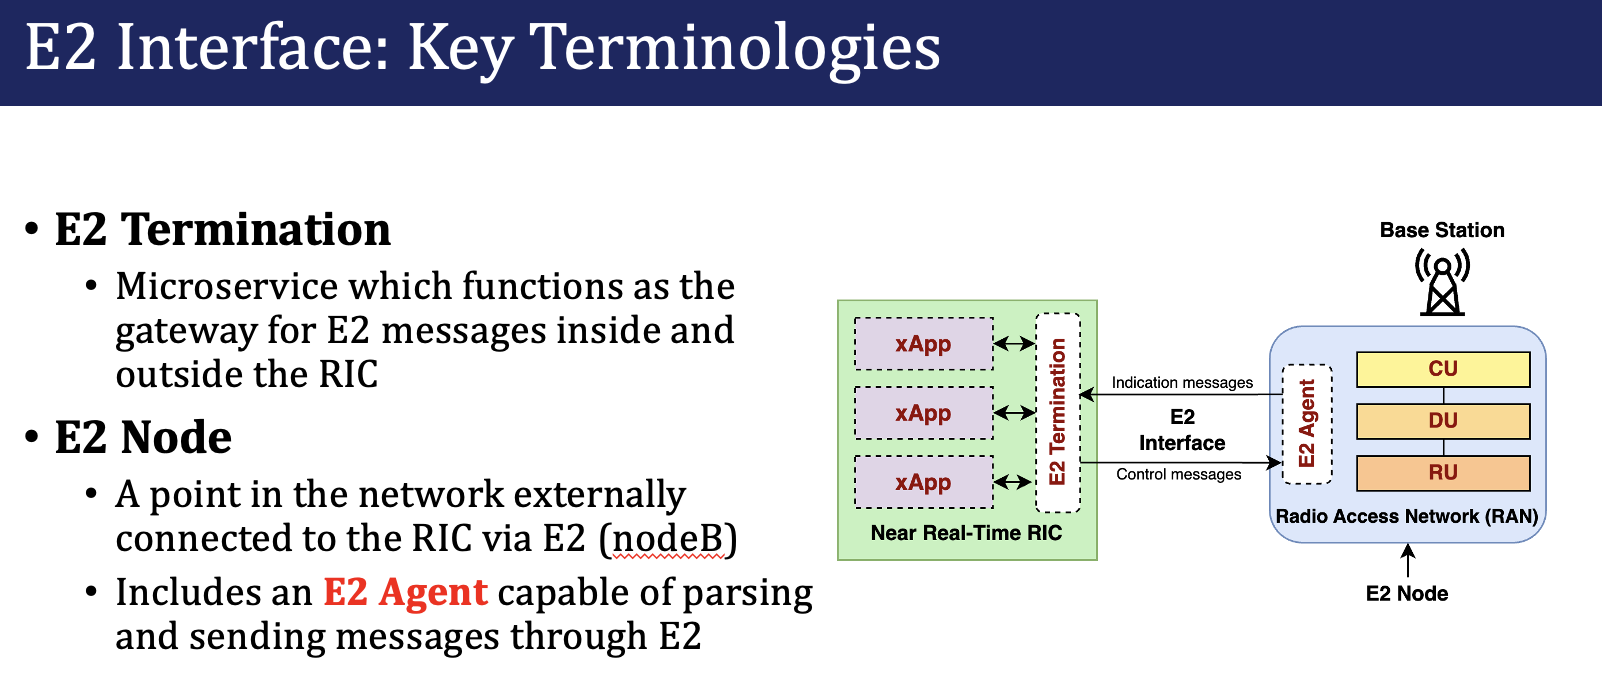 E2 Interface: Key Terminologies
• E2 Termination
• Microservice which functions as the
gateway for E2 messages inside and
outside the RIC
• E2 Node
• A point in the network externally
connected to the RIC via E2 (nodeB)
• Includes an E2 Agent capable of parsing
and sending messages through E2
Base Station
xApp
xApp
xApp
E2 Termination
Near Real-Time RIC
Indication messages
E2
Interface
Control messages
E2 Agent
CU
DU
RU
Radio Access Network (RAN)
E2 Node